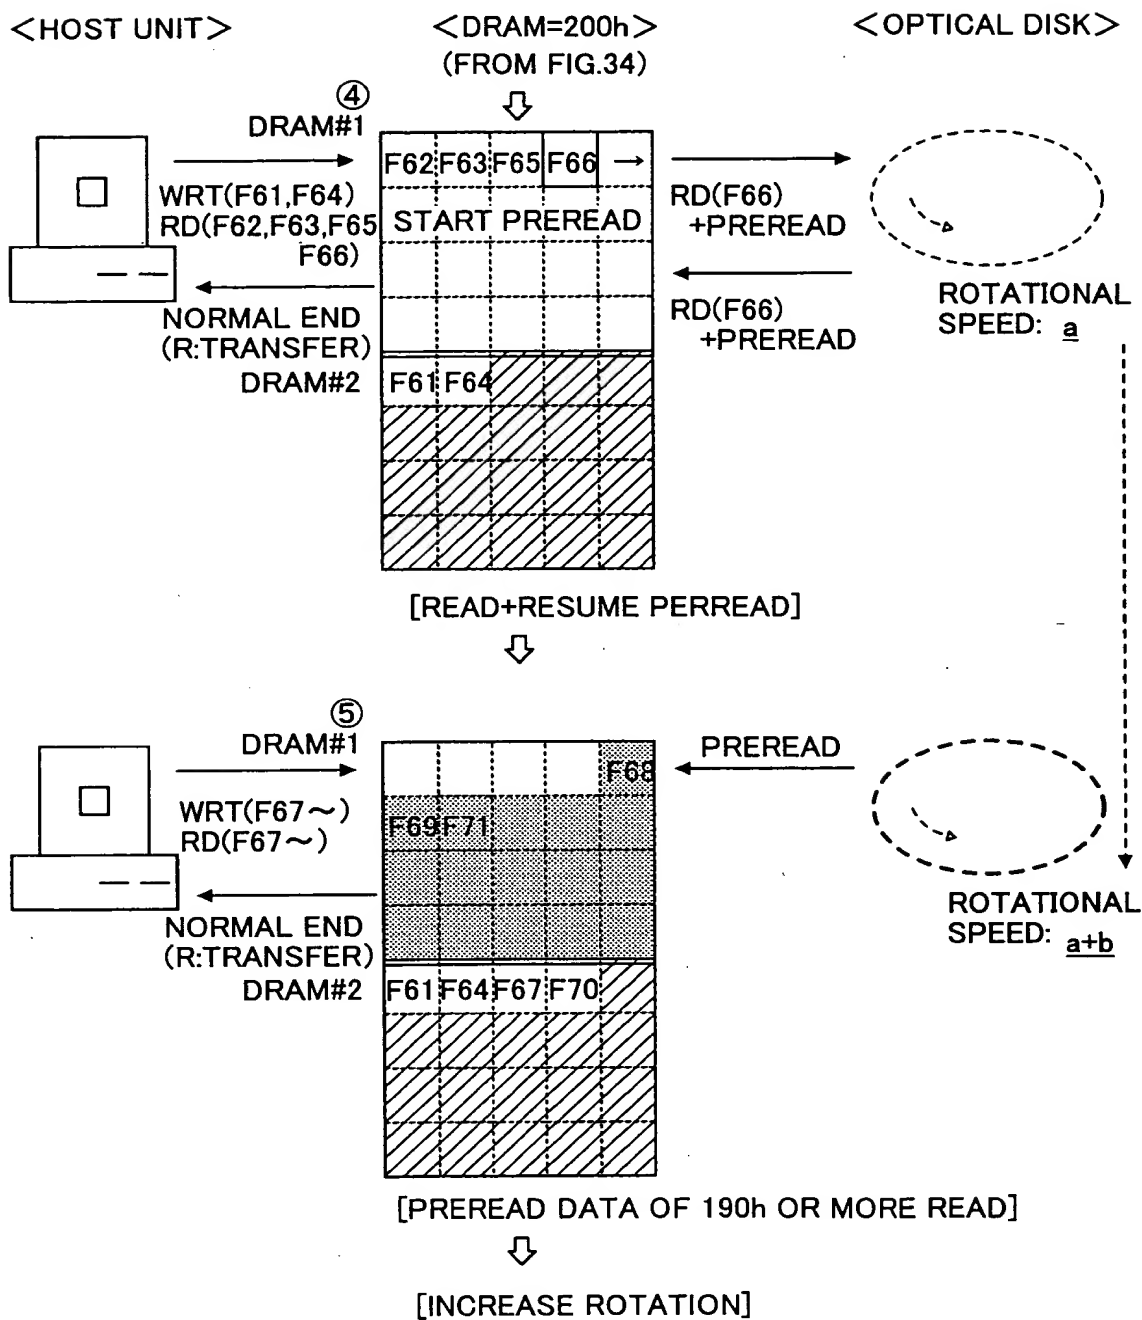 <HOST UNIT>
<DRAM=200h>
(FROM FIG.34)
<OPTICAL DISK>
④
DRAM#1
WRT(F61,F64)
RD(F62,F63,F65
F66)
NORMAL END
(R:TRANSFER)
DRAM#2
F62 F63 F65 F66 →
START PREREAD
F61 F64
RD(F66)
+PREREAD
RD(F66)
+PREREAD
ROTATIONAL
SPEED: a
[READ+RESUME PERREAD]
⑤
DRAM#1
WRT(F67~)
RD(F67~)
NORMAL END
(R:TRANSFER)
DRAM#2
F68
F69 F71
F61 F64 F67 F70
PREREAD
ROTATIONAL
SPEED: a+b
[PREREAD DATA OF 190h OR MORE READ]
[INCREASE ROTATION]